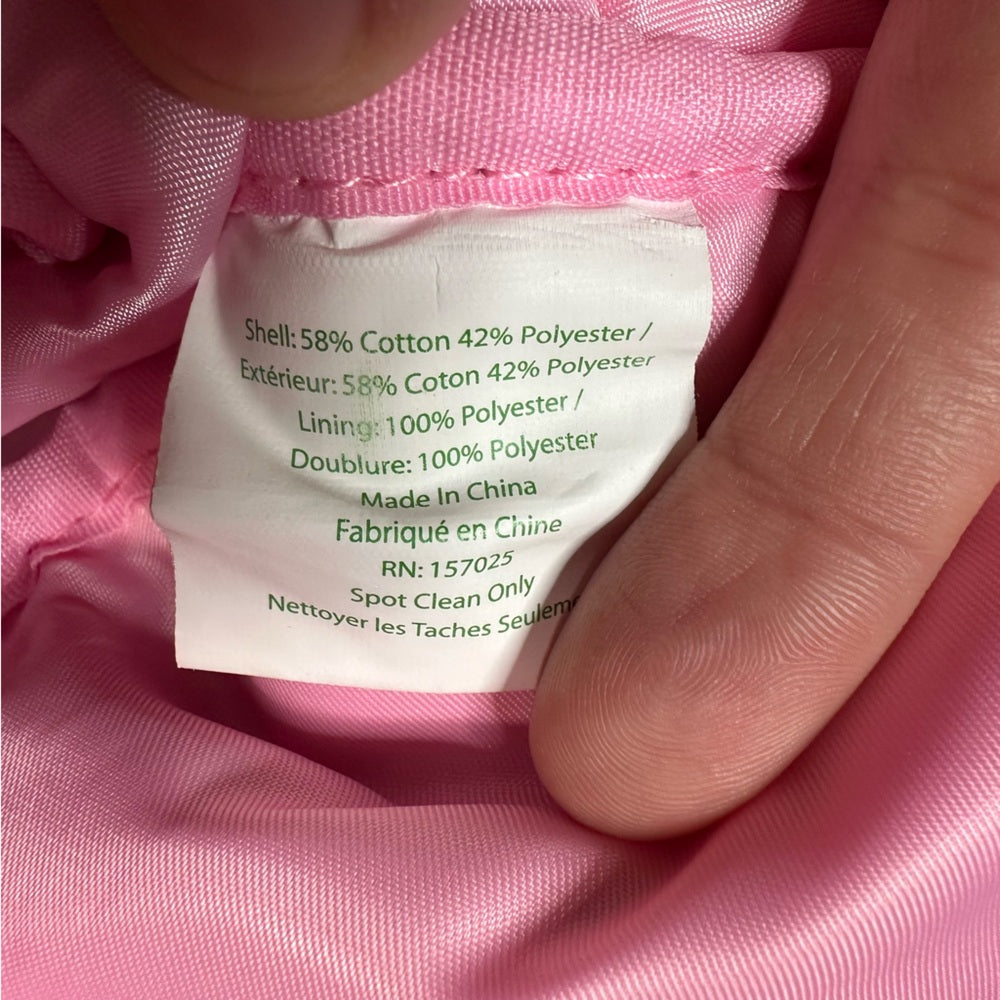 Shell: 58% Cotton 42% Polyester /
Extérieur: 58% Coton 42% Polyester
Lining: 100% Polyester /
Doublure: 100% Polyester
Made In China
Fabriqué en Chine
RN: 157025
Spot Clean Only
Nettoyer les Taches